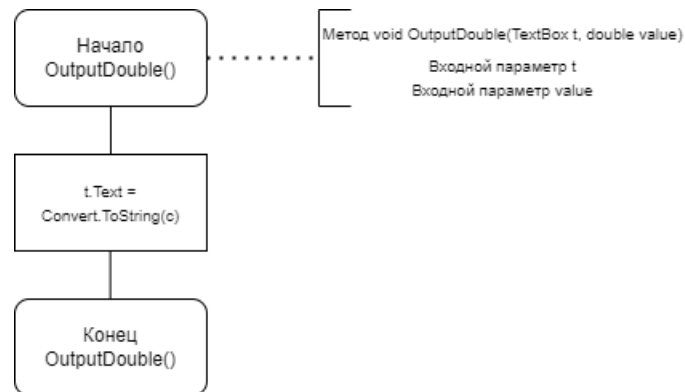 Начало
OutputDouble()
Метод void OutputDouble(TextBox t, double value)
Входной параметр t
Входной параметр value
t.Text =
Convert.ToString(c)
Конец
OutputDouble()